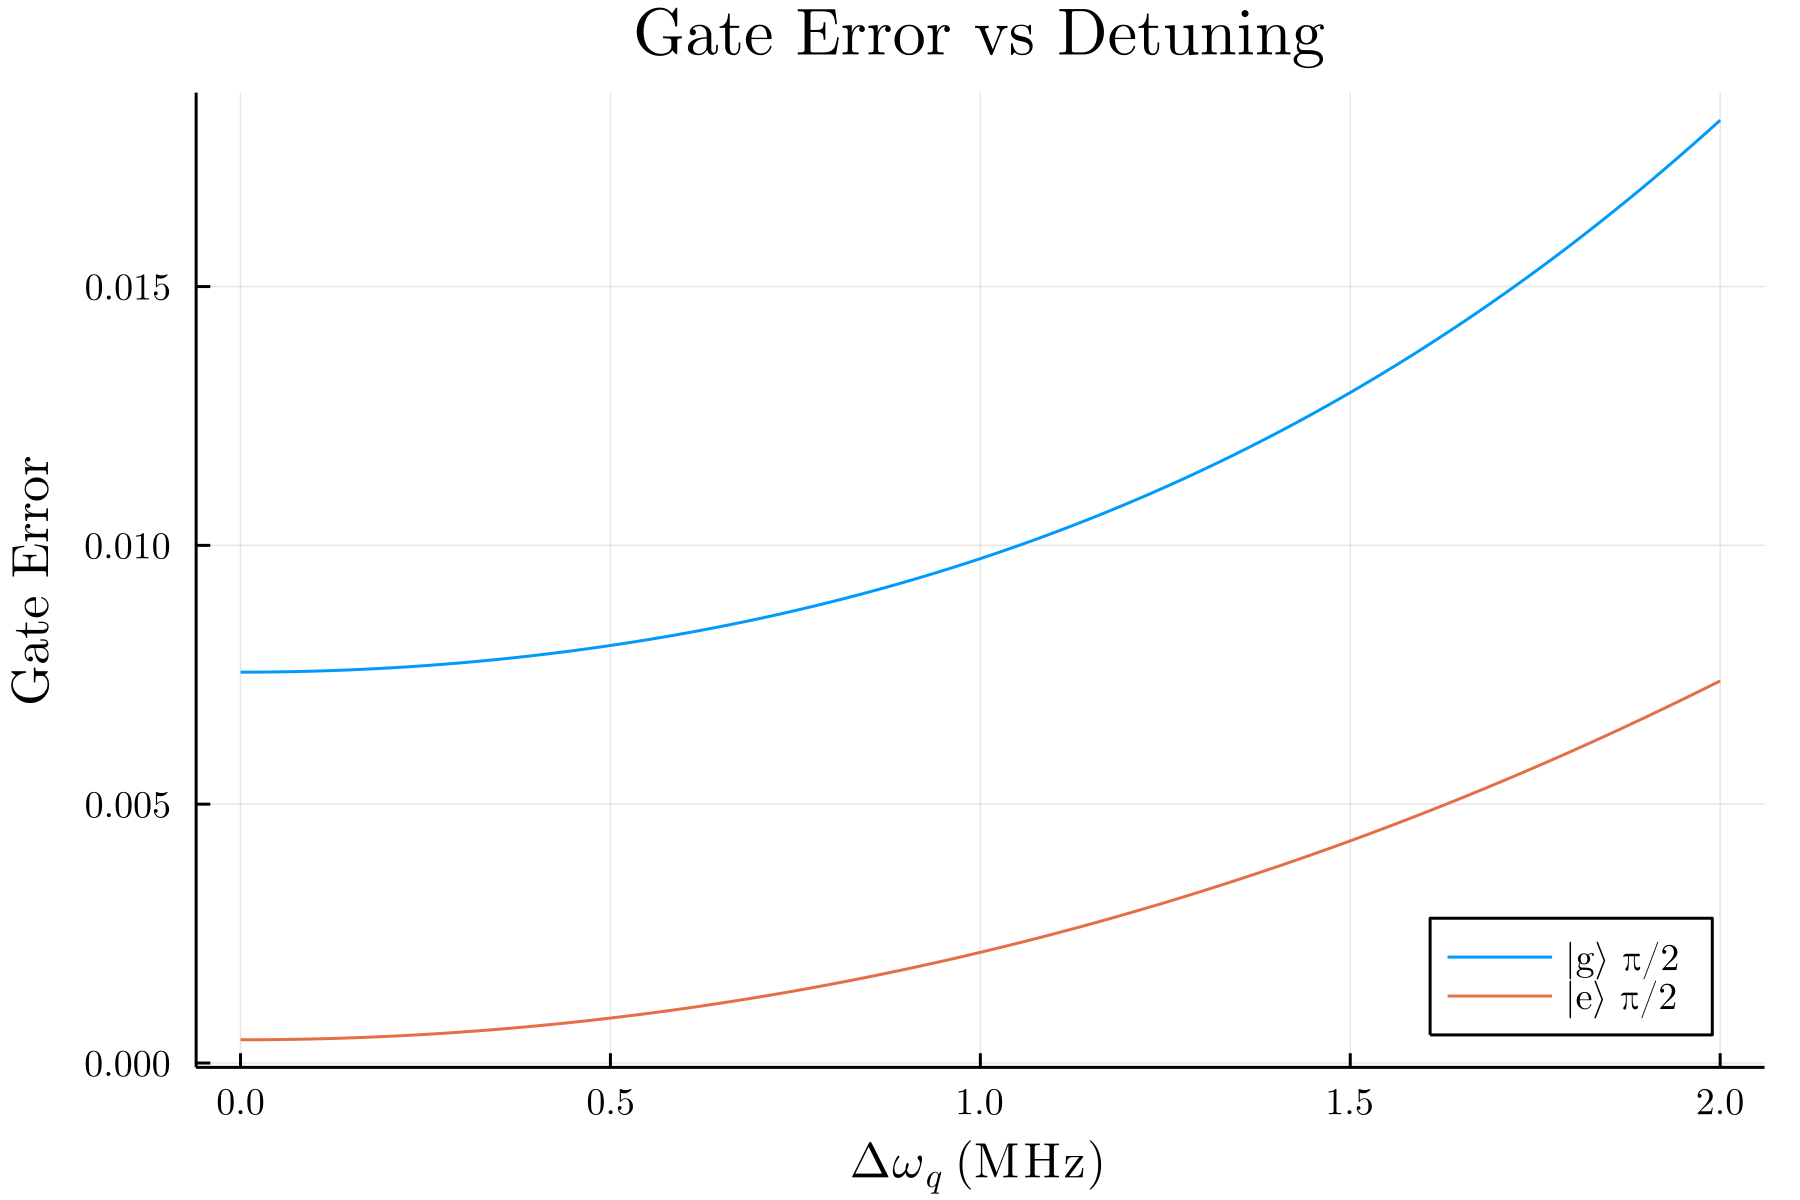 Gate Error vs Detuning
Gate Error
0.015
0.010
0.005
0.000
|g⟩ π/2
|e⟩ π/2
0.0 0.5 1.0 1.5 2.0
Δω_q (MHz)